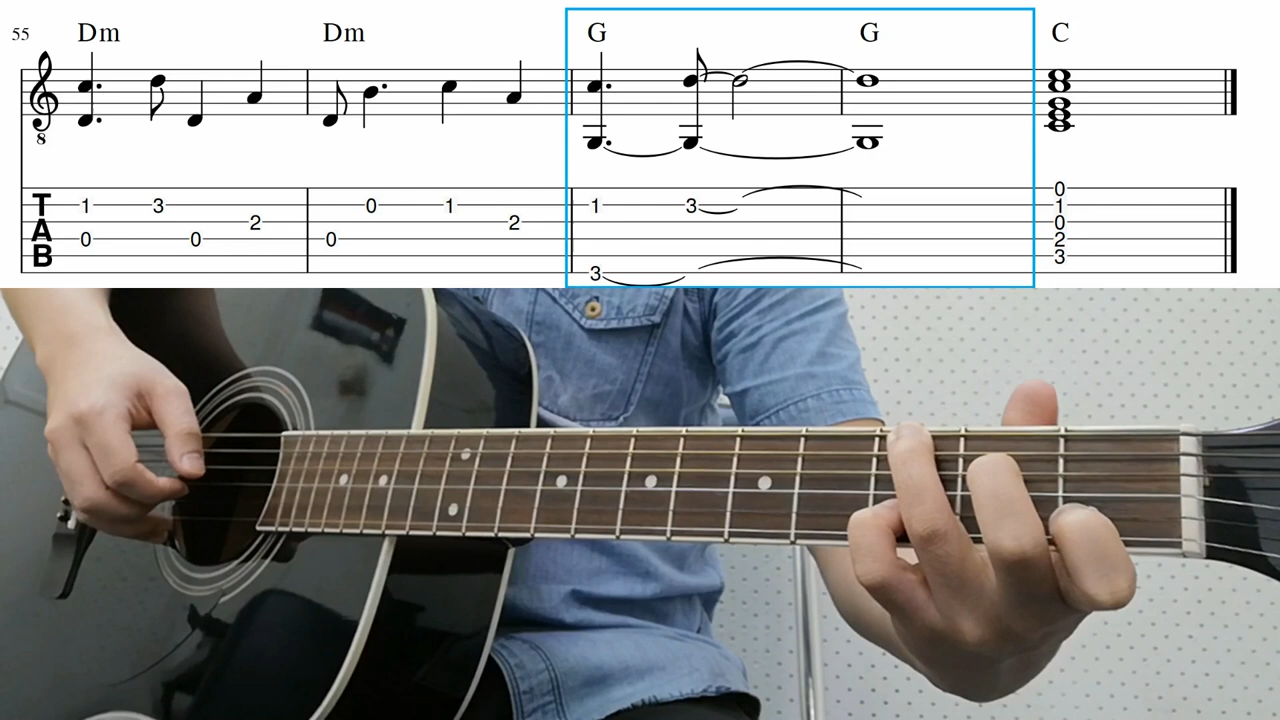 55 Dm Dm G G C
8
T 1 3 0 1 1 3 0
A 2 2 1
B 0 0 0 0
2
3 3